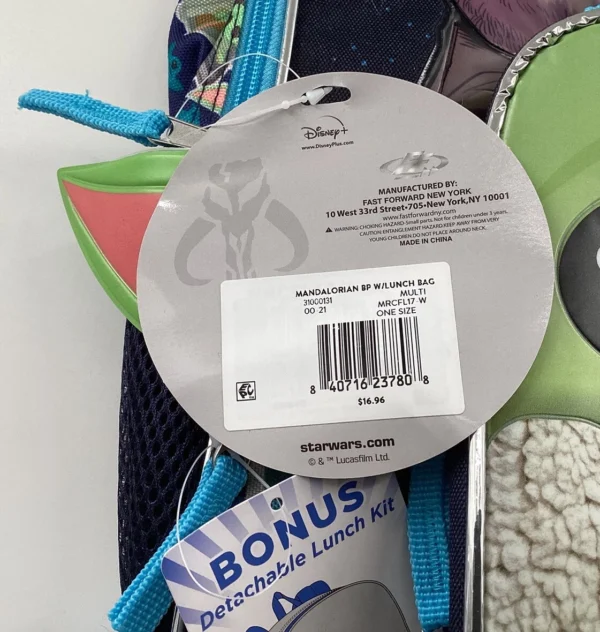 Disney+
www.DisneyPlus.com
MANUFACTURED BY:
FAST FORWARD NEW YORK
10 West 33rd Street•705•New York,NY 10001
www.fastforwardny.com
WARNING: CHOKING HAZARD-Small parts. Not for children under 3 years.
CAUTION: ENTANGLEMENT HAZARD-KEEP AWAY FROM VERY
YOUNG CHILDREN. DO NOT PLACE AROUND NECK.
MADE IN CHINA
MANDALORIAN BP W/LUNCH BAG
31000131 MULTI
00 21 MRCFL17 W
ONE SIZE
8 40716 23780 8
$16.96
starwars.com
© & ™ Lucasfilm Ltd.
BONUS
Detachable Lunch Kit